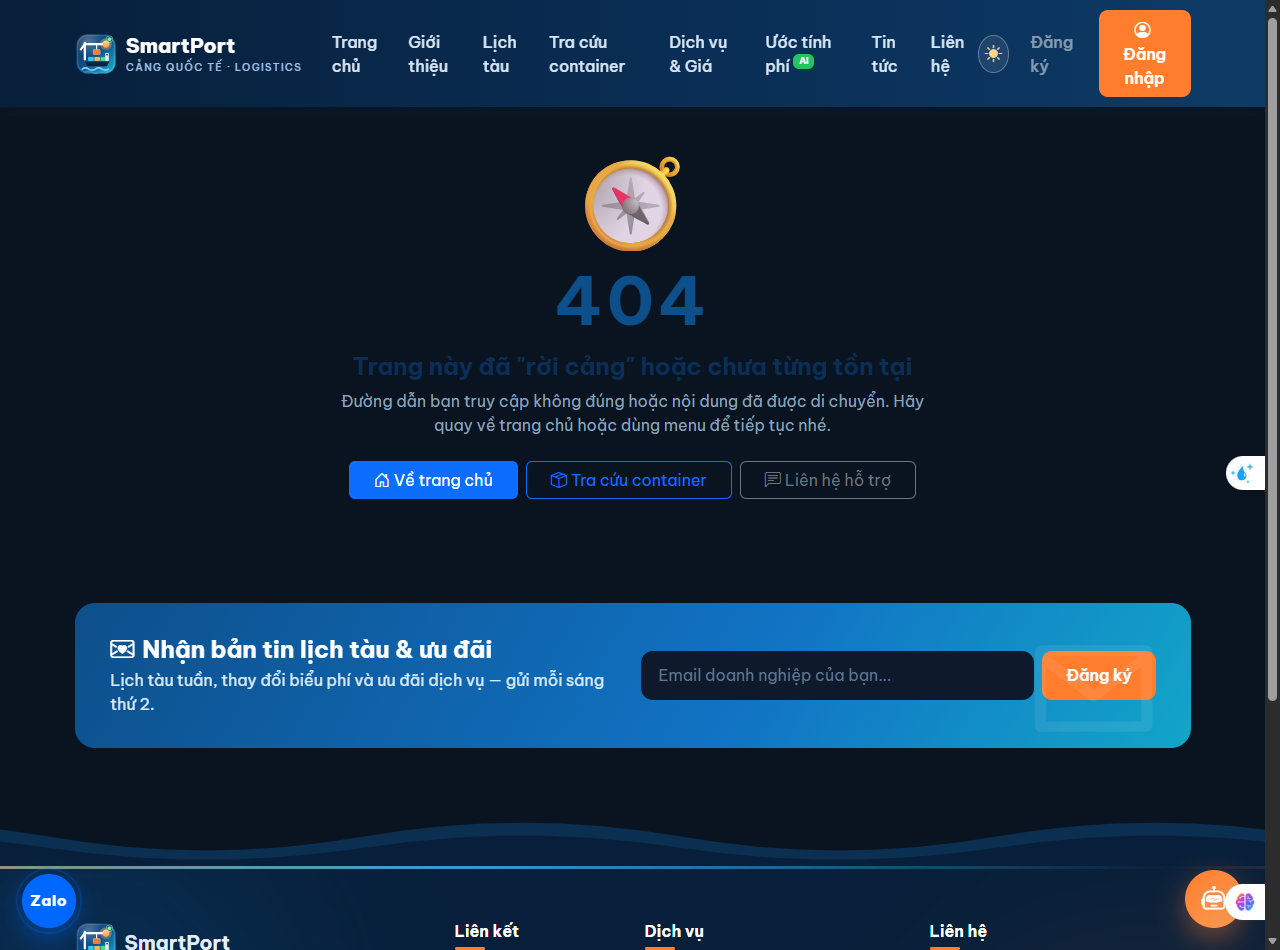 SmartPort
CẢNG QUỐC TẾ · LOGISTICS
Trang chủ
Giới thiệu
Lịch tàu
Tra cứu container
Dịch vụ & Giá
Ước tính phí AI
Tin tức
Liên hệ
Đăng ký
Đăng nhập
404
Trang này đã "rời cảng" hoặc chưa từng tồn tại
Đường dẫn bạn truy cập không đúng hoặc nội dung đã được di chuyển. Hãy
quay về trang chủ hoặc dùng menu để tiếp tục nhé.
Về trang chủ
Tra cứu container
Liên hệ hỗ trợ
Nhận bản tin lịch tàu & ưu đãi
Lịch tàu tuần, thay đổi biểu phí và ưu đãi dịch vụ — gửi mỗi sáng
thứ 2.
Email doanh nghiệp của bạn...
Đăng ký
Zalo
SmartPort
Liên kết
Dịch vụ
Liên hệ